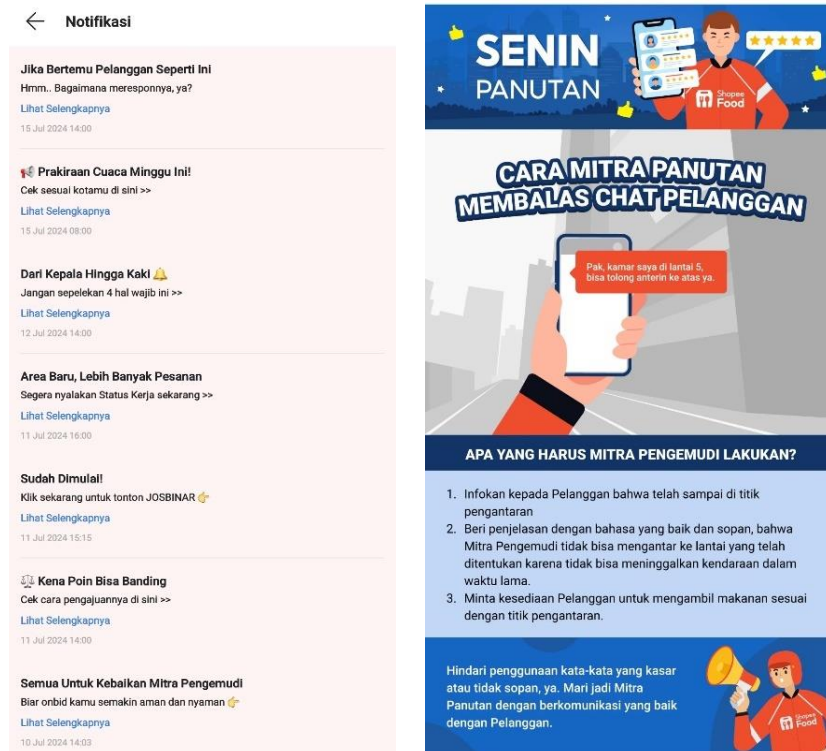 Notifikasi
Jika Bertemu Pelanggan Seperti Ini
Hmm.. Bagaimana meresponnya, ya?
Lihat Selengkapnya
15 Jul 2024 14:00
Prakiraan Cuaca Minggu Ini!
Cek sesuai kotamu di sini >>
Lihat Selengkapnya
15 Jul 2024 08:00
Dari Kepala Hingga Kaki
Jangan sepelekan 4 hal wajib ini >>
Lihat Selengkapnya
12 Jul 2024 14:00
Area Baru, Lebih Banyak Pesanan
Segera nyalakan Status Kerja sekarang >>
Lihat Selengkapnya
11 Jul 2024 16:00
Sudah Dimulai!
Klik sekarang untuk tonton JOSBINAR
Lihat Selengkapnya
11 Jul 2024 15:15
Kena Poin Bisa Banding
Cek cara pengajuannya di sini >>
Lihat Selengkapnya
11 Jul 2024 14:00
Semua Untuk Kebaikan Mitra Pengemudi
Biar onbid kamu semakin aman dan nyaman
Lihat Selengkapnya
10 Jul 2024 14:03
SENIN
PANUTAN
Shopee
Food
CARA MITRA PANUTAN
MEMBALAS CHAT PELANGGAN
Pak, kamar saya di lantai 5,
bisa tolong anterin ke atas ya.
APA YANG HARUS MITRA PENGEMUDI LAKUKAN?
1. Infokan kepada Pelanggan bahwa telah sampai di titik
pengantaran
2. Beri penjelasan dengan bahasa yang baik dan sopan, bahwa
Mitra Pengemudi tidak bisa mengantar ke lantai yang telah
ditentukan karena tidak bisa meninggalkan kendaraan dalam
waktu lama.
3. Minta kesediaan Pelanggan untuk mengambil makanan sesuai
dengan titik pengantaran.
Hindari penggunaan kata-kata yang kasar
atau tidak sopan, ya. Mari jadi Mitra
Panutan dengan berkomunikasi yang baik
dengan Pelanggan.
Shopee
Food